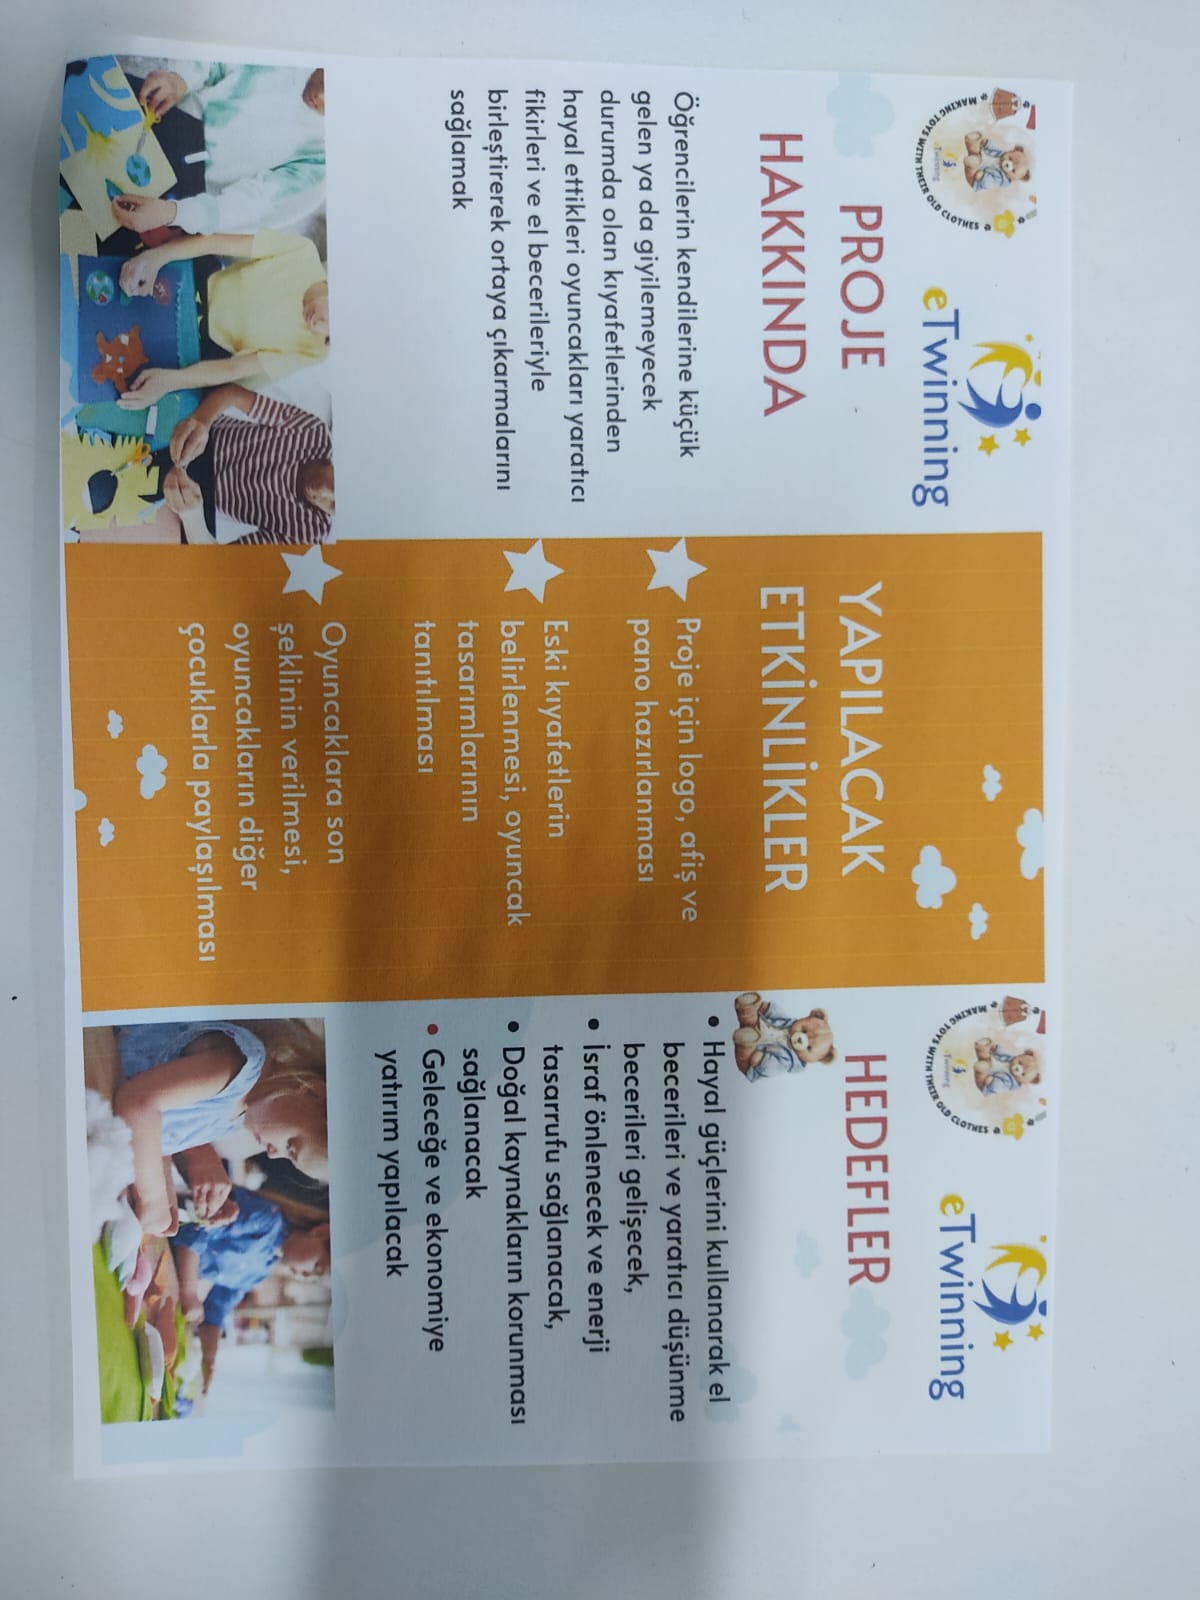 MAKING TOYS WITH THEIR OLD CLOTHES
eTwinning
eTwinning
PROJE
HAKKINDA
Öğrencilerin kendilerine küçük
gelen ya da giyilemeyecek
durumda olan kıyafetlerinden
hayal ettikleri oyuncakları yaratıcı
fikirleri ve el becerileriyle
birleştirerek ortaya çıkarmalarını
sağlamak
YAPILACAK
ETKİNLİKLER
Proje için logo, afiş ve
pano hazırlanması
Eski kıyafetlerin
belirlenmesi, oyuncak
tasarımlarının
tanıtılması
Oyuncaklara son
şeklinin verilmesi,
oyuncakların diğer
çocuklarla paylaşılması
MAKING TOYS WITH THEIR OLD CLOTHES
eTwinning
eTwinning
HEDEFLER
• Hayal güçlerini kullanarak el
becerileri ve yaratıcı düşünme
becerileri gelişecek,
• İsraf önlenecek ve enerji
tasarrufu sağlanacak,
• Doğal kaynakların korunması
sağlanacak
• Geleceğe ve ekonomiye
yatırım yapılacak